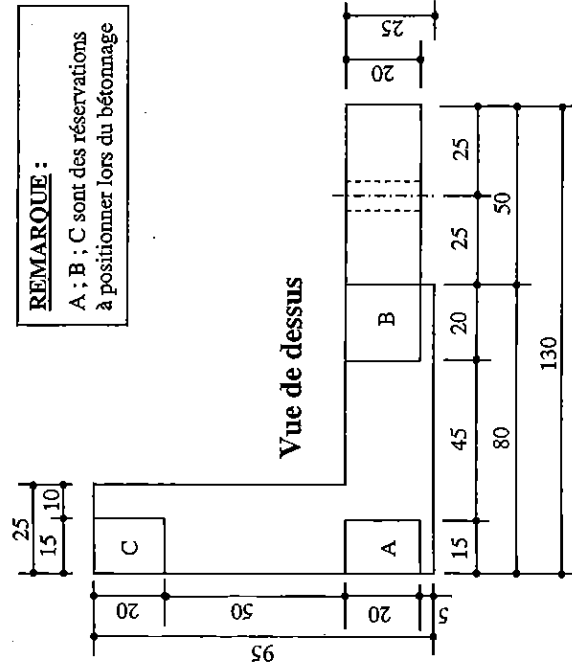 REMARQUE :
A ; B ; C sont des réservations
à positionner lors du bétonnage
Vue de dessus
25
15
10
C
20
50
20
5
95
A
B
20
25
15
45
20
25
25
80
50
130